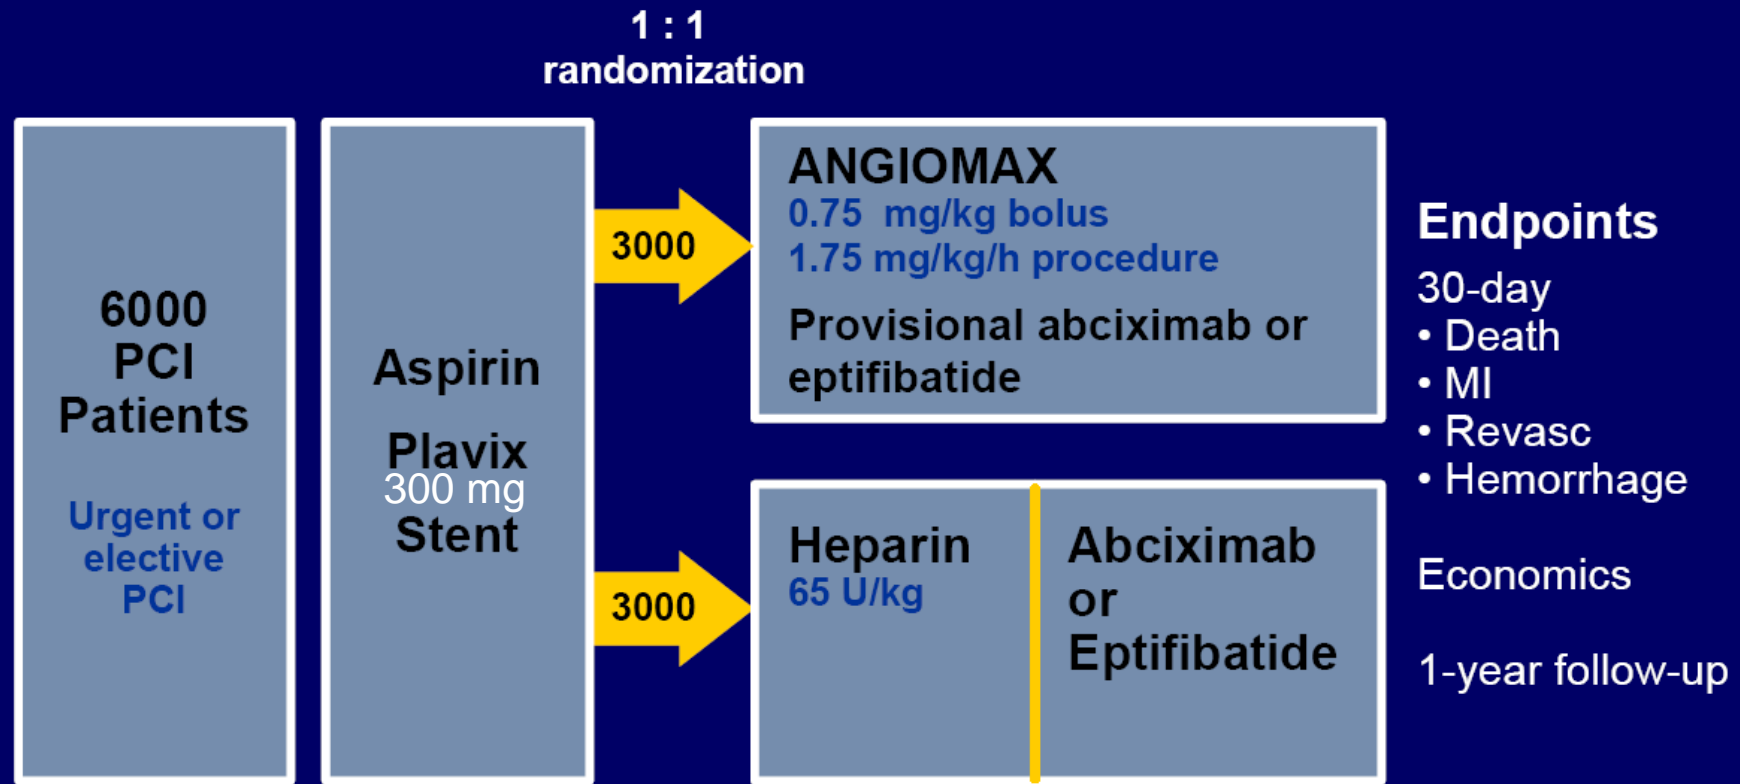 1 : 1
randomization
6000
PCI
Patients
Urgent or
elective
PCI
Aspirin
Plavix
300 mg
Stent
3000
3000
ANGIOMAX
0.75 mg/kg bolus
1.75 mg/kg/h procedure
Provisional abciximab or
eptifibatide
Heparin
65 U/kg
Abciximab
or
Eptifibatide
Endpoints
30-day
• Death
• MI
• Revasc
• Hemorrhage
Economics
1-year follow-up